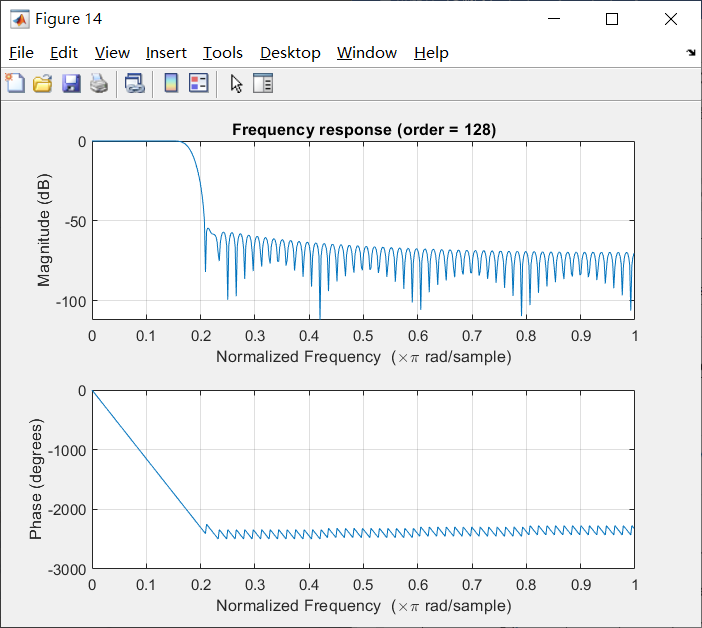 Figure 14
File Edit View Insert Tools Desktop Window Help
Frequency response (order = 128)
0
-50
-100
Magnitude (dB)
0 0.1 0.2 0.3 0.4 0.5 0.6 0.7 0.8 0.9 1
Normalized Frequency (×π rad/sample)
0
-1000
-2000
-3000
Phase (degrees)
0 0.1 0.2 0.3 0.4 0.5 0.6 0.7 0.8 0.9 1
Normalized Frequency (×π rad/sample)